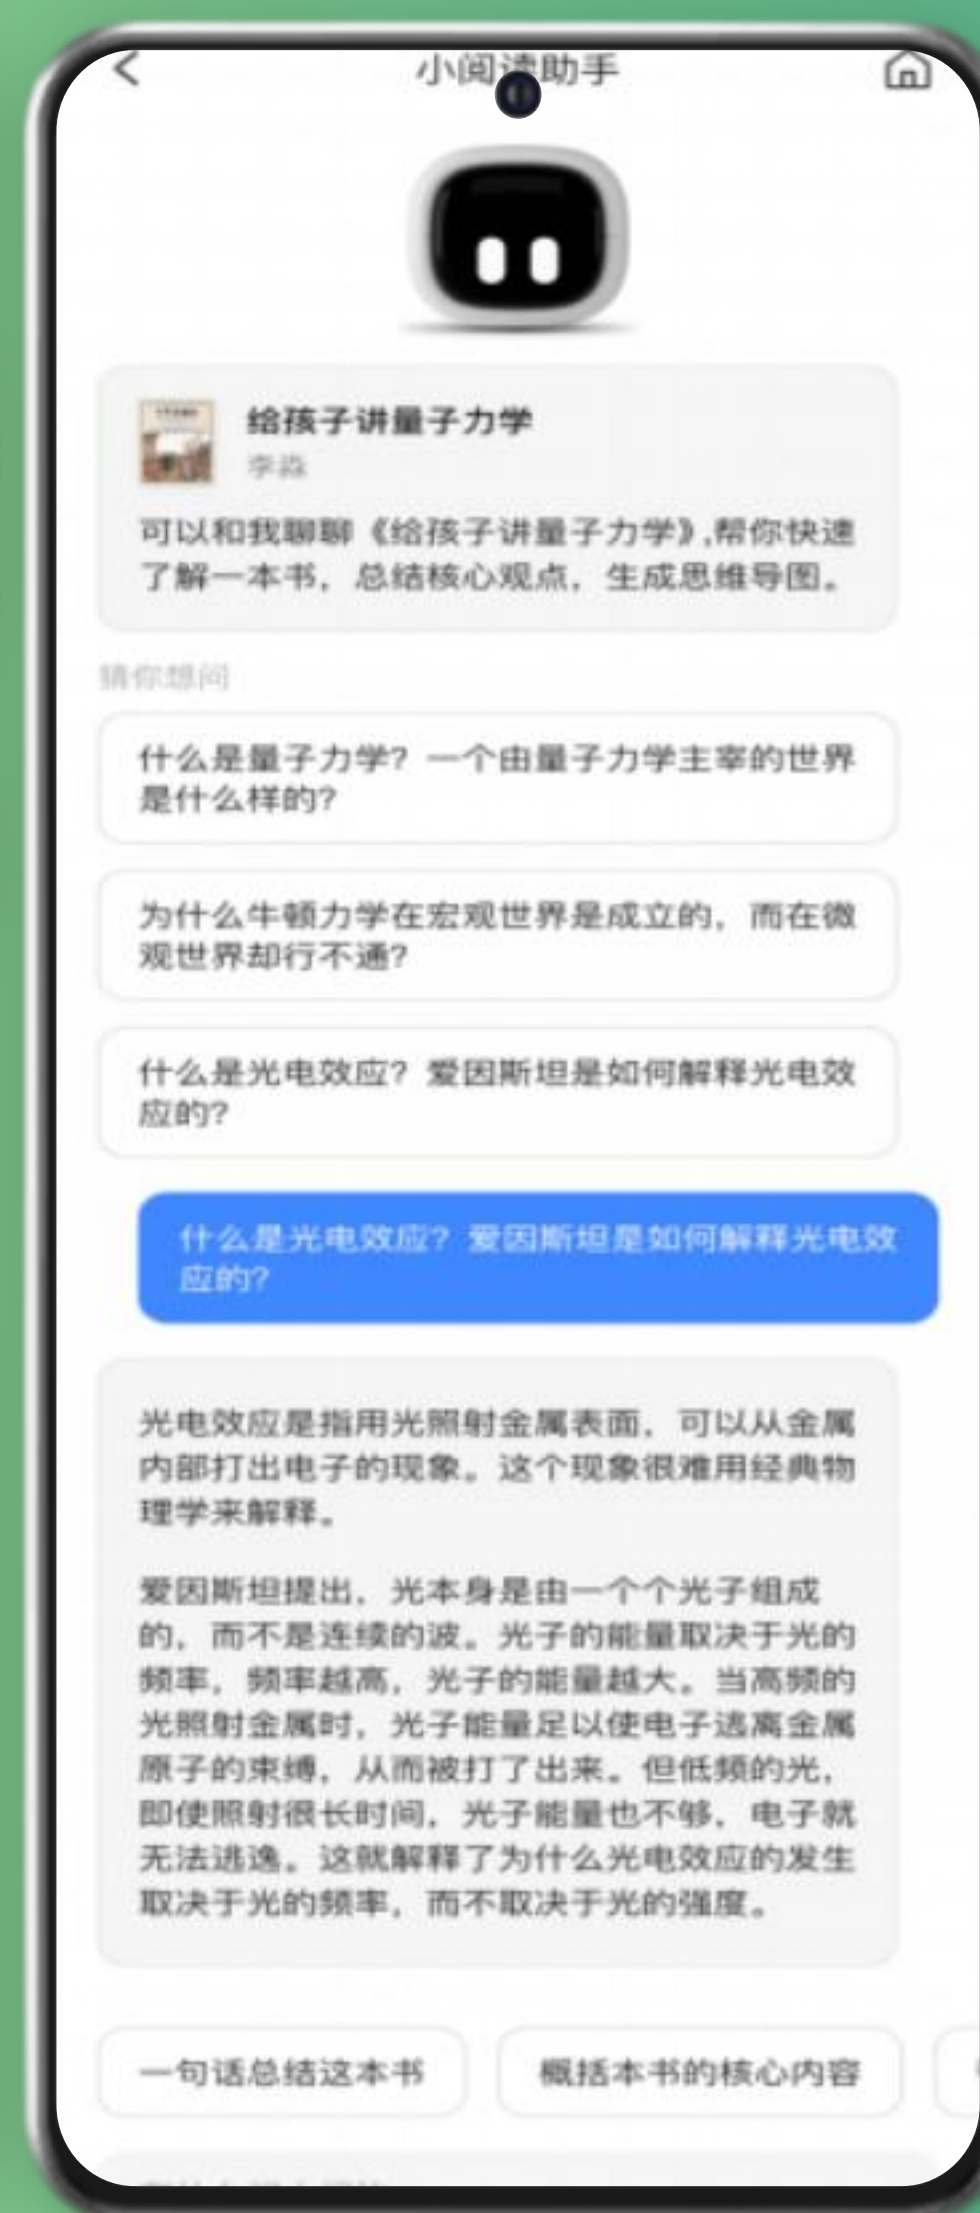 小阅读助手
给孩子讲量子力学
李淼
可以和我聊聊《给孩子讲量子力学》,帮你快速
了解一本书，总结核心观点，生成思维导图。
猜你想问
什么是量子力学？一个由量子力学主宰的世界
是什么样的？
为什么牛顿力学在宏观世界是成立的，而在微
观世界却行不通？
什么是光电效应？爱因斯坦是如何解释光电效
应的？
什么是光电效应？爱因斯坦是如何解释光电效
应的？
光电效应是指用光照射金属表面，可以从金属
内部打出电子的现象。这个现象很难用经典物
理学来解释。
爱因斯坦提出，光本身是由一个个光子组成
的，而不是连续的波。光子的能量取决于光的
频率，频率越高，光子的能量越大。当高频的
光照射金属时，光子能量足以使电子逃离金属
原子的束缚，从而被打了出来。但低频的光，
即使照射很长时间，光子能量也不够，电子就
无法逃逸。这就解释了为什么光电效应的发生
取决于光的频率，而不取决于光的强度。
一句话总结这本书
概括本书的核心内容